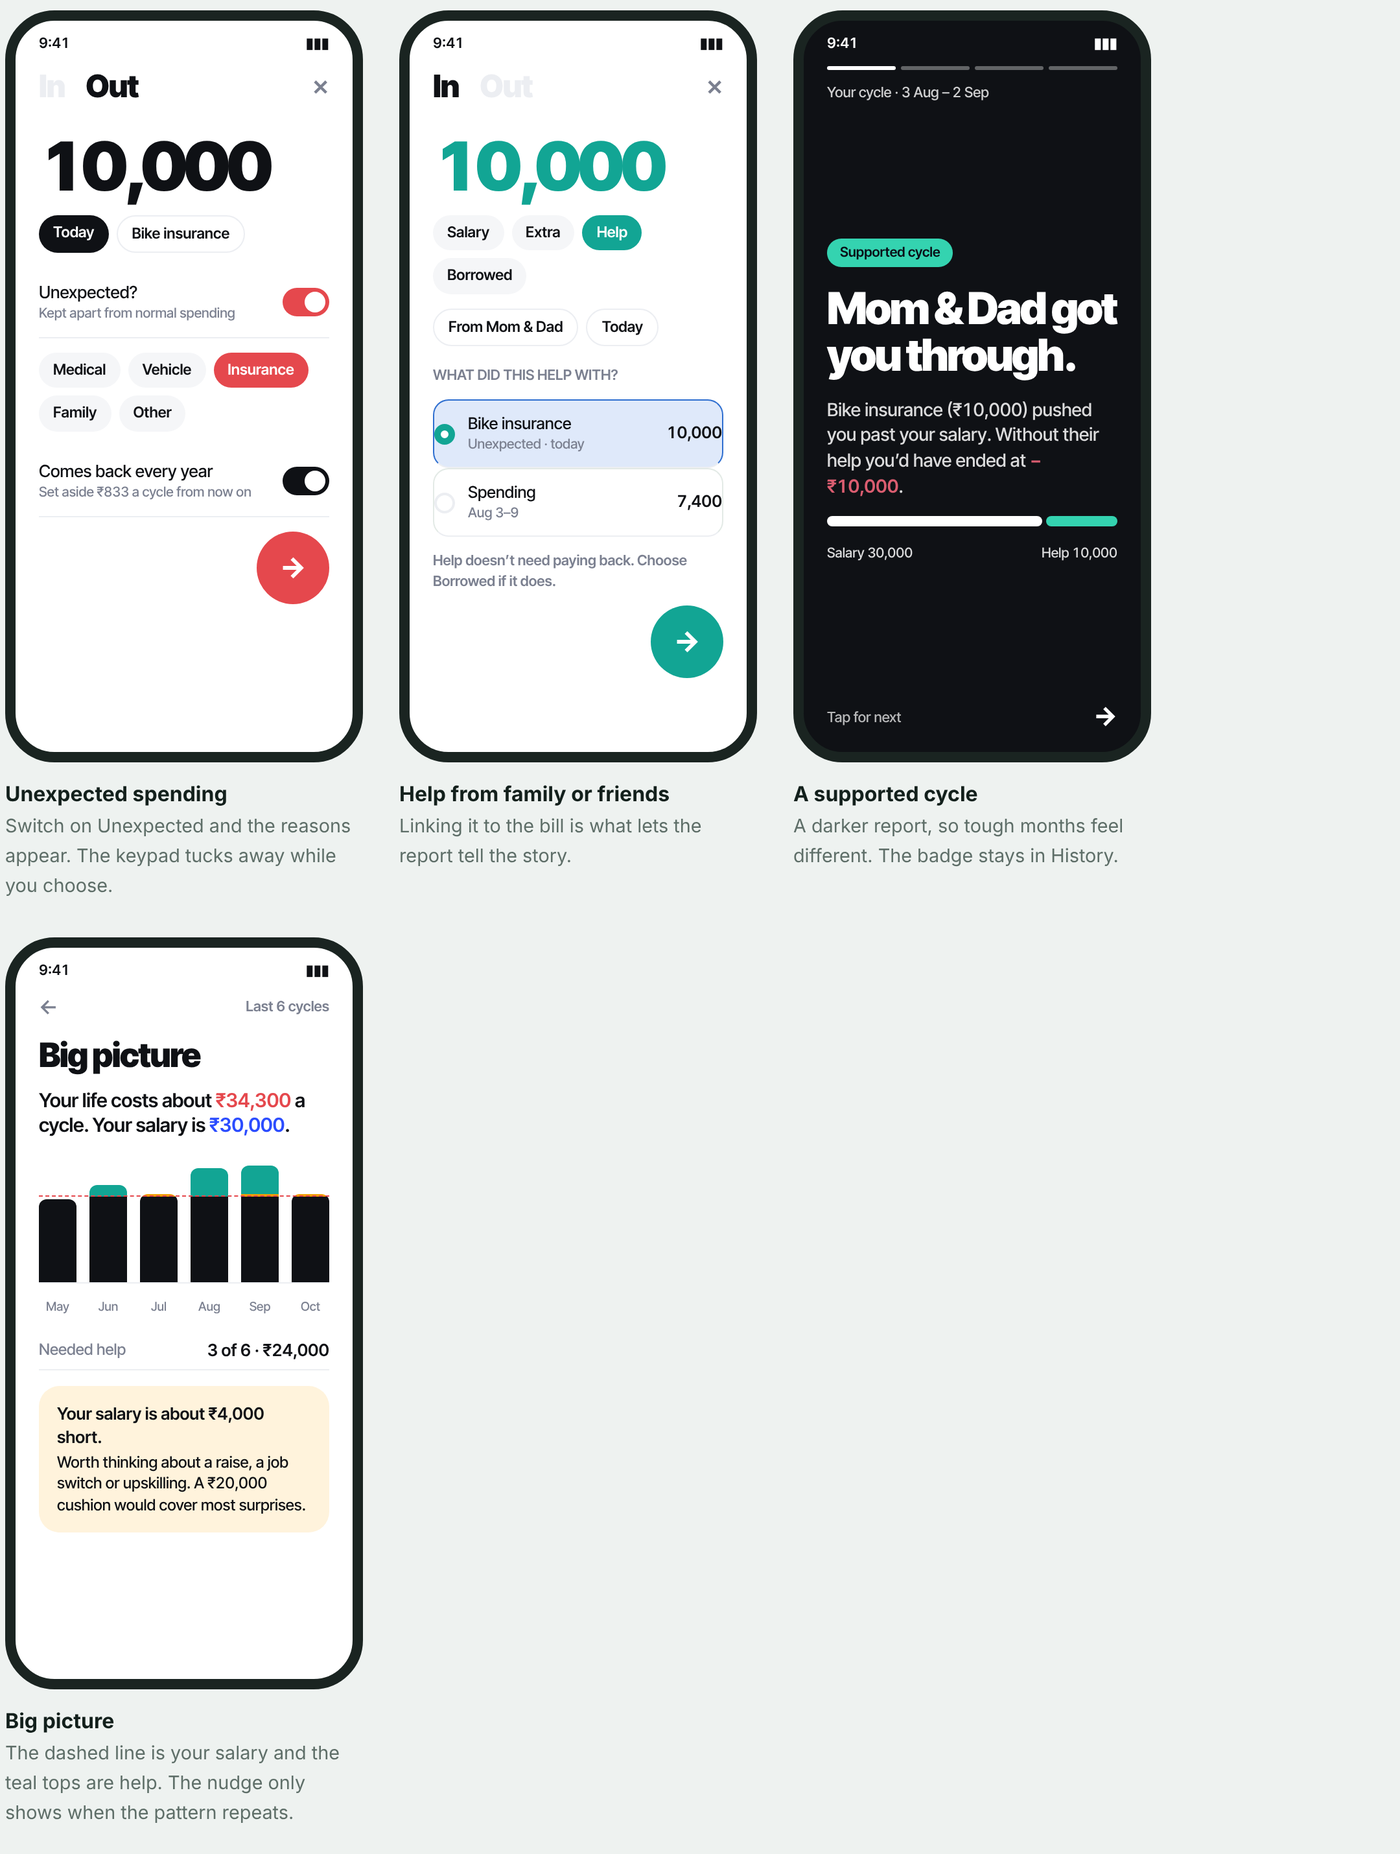 9:41
In Out
×
10,000
Today Bike insurance
Unexpected?
Kept apart from normal spending
Medical Vehicle Insurance
Family Other
Comes back every year
Set aside ₹833 a cycle from now on
→
Unexpected spending
Switch on Unexpected and the reasons
appear. The keypad tucks away while
you choose.
9:41
In Out
×
10,000
Salary Extra Help
Borrowed
From Mom & Dad Today
WHAT DID THIS HELP WITH?
Bike insurance 10,000
Unexpected · today
Spending 7,400
Aug 3–9
Help doesn’t need paying back. Choose
Borrowed if it does.
→
Help from family or friends
Linking it to the bill is what lets the
report tell the story.
9:41
Your cycle · 3 Aug – 2 Sep
Supported cycle
Mom & Dad got
you through.
Bike insurance (₹10,000) pushed
you past your salary. Without their
help you’d have ended at –
₹10,000.
Salary 30,000 Help 10,000
Tap for next →
A supported cycle
A darker report, so tough months feel
different. The badge stays in History.
9:41
← Last 6 cycles
Big picture
Your life costs about ₹34,300 a
cycle. Your salary is ₹30,000.
May Jun Jul Aug Sep Oct
Needed help 3 of 6 · ₹24,000
Your salary is about ₹4,000
short.
Worth thinking about a raise, a job
switch or upskilling. A ₹20,000
cushion would cover most surprises.
Big picture
The dashed line is your salary and the
teal tops are help. The nudge only
shows when the pattern repeats.